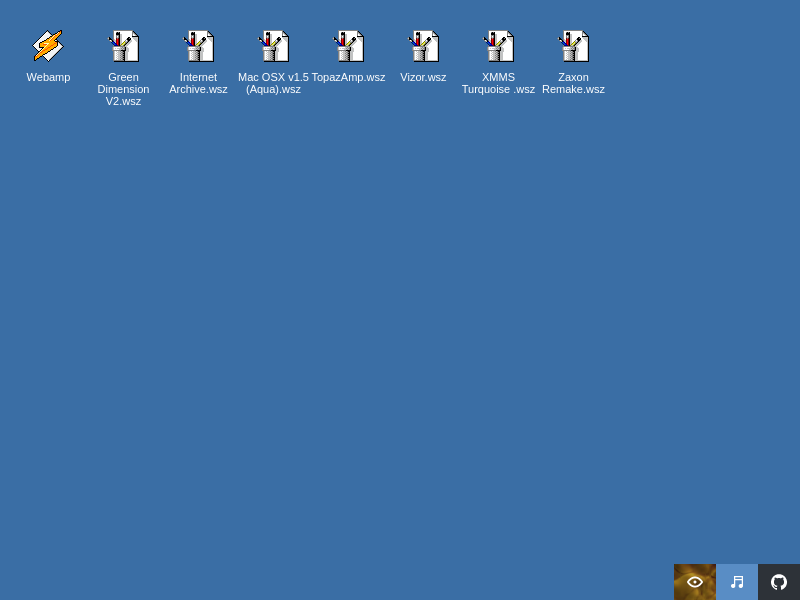 Webamp
Green
Dimension
V2.wsz
Internet
Archive.wsz
Mac OSX v1.5
(Aqua).wsz
TopazAmp.wsz
Vizor.wsz
XMMS
Turquoise .wsz
Zaxon
Remake.wsz